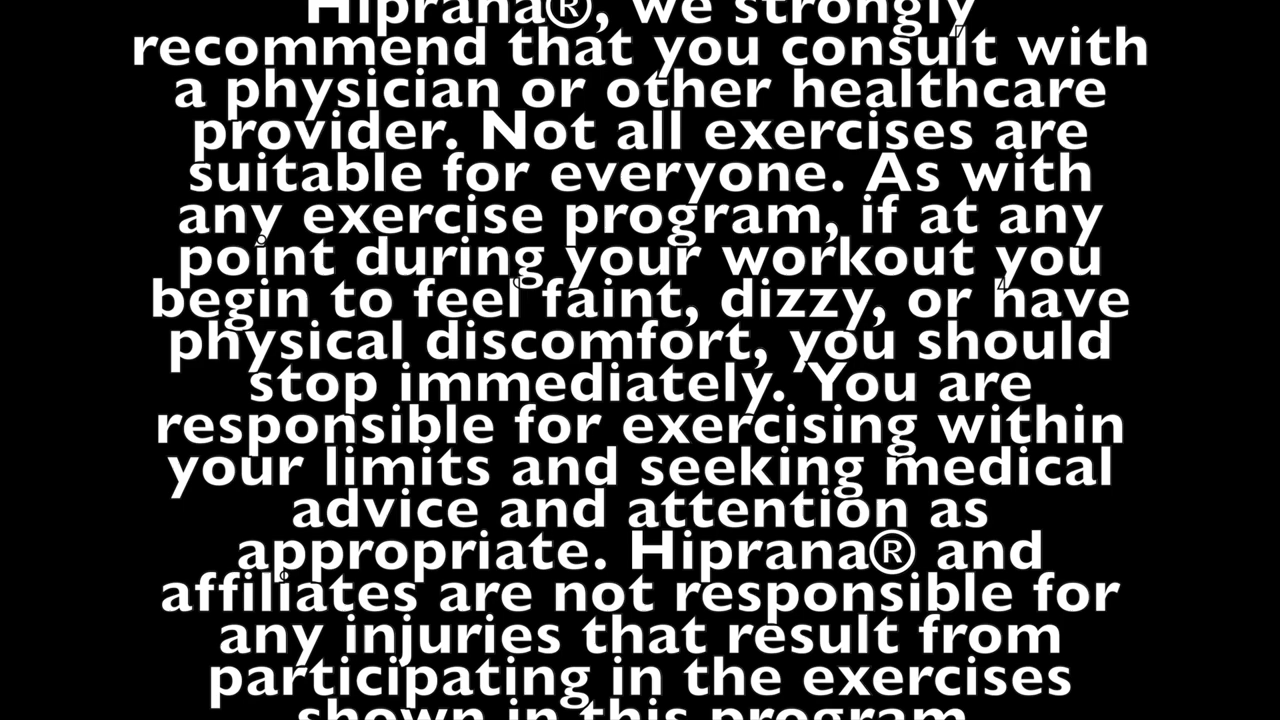 Hiprana®, we strongly
recommend that you consult with
a physician or other healthcare
provider. Not all exercises are
suitable for everyone. As with
any exercise program, if at any
point during your workout you
begin to feel faint, dizzy, or have
physical discomfort, you should
stop immediately. You are
responsible for exercising within
your limits and seeking medical
advice and attention as
appropriate. Hiprana® and
affiliates are not responsible for
any injuries that result from
participating in the exercises
shown in this program.